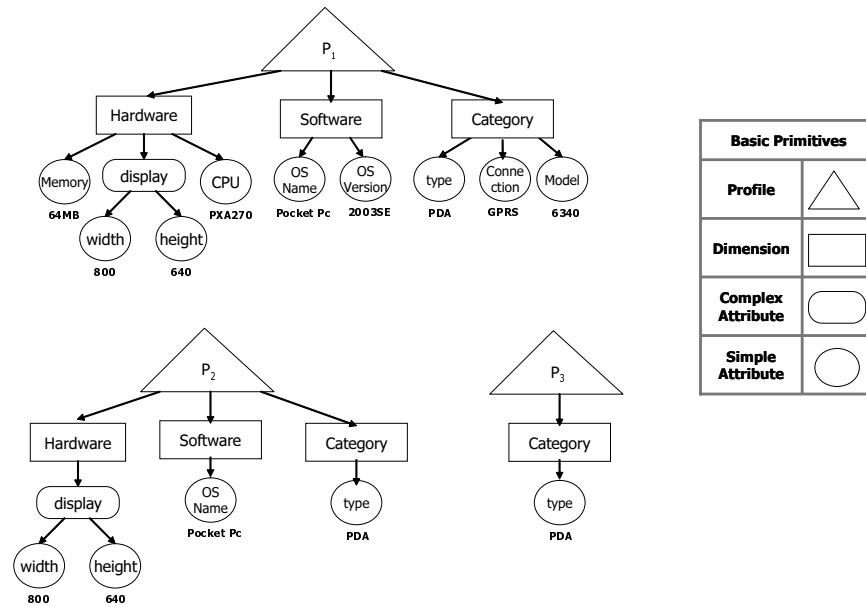 P1
Hardware
Software
Category
Memory
display
CPU
OS
Name
OS
Version
type
Conne
ction
Model
64MB
PXA270
Pocket Pc
2003SE
PDA
GPRS
6340
width
height
800
640
Basic Primitives
Profile
Dimension
Complex
Attribute
Simple
Attribute
P2
Hardware
Software
Category
display
OS
Name
type
Pocket Pc
PDA
width
height
800
640
P3
Category
type
PDA